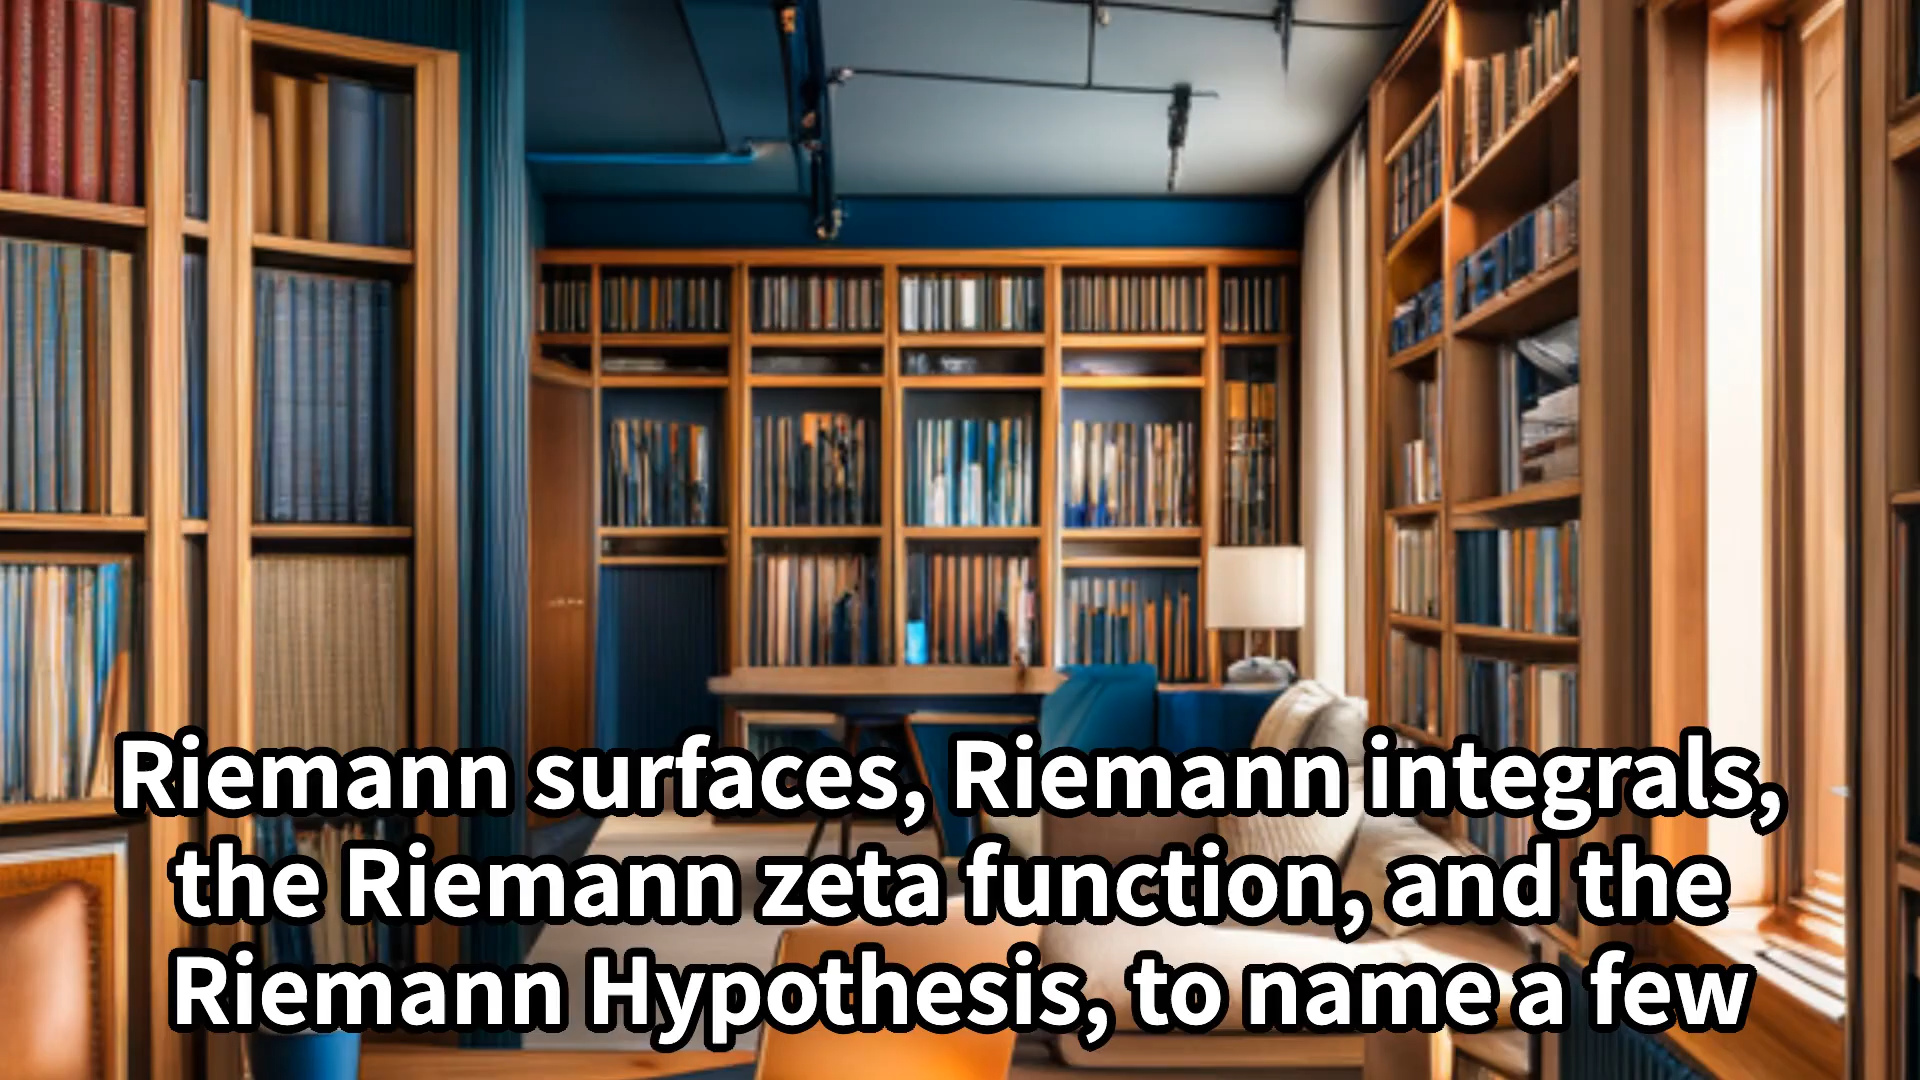 Riemann surfaces, Riemann integrals,
the Riemann zeta function, and the
Riemann Hypothesis, to name a few